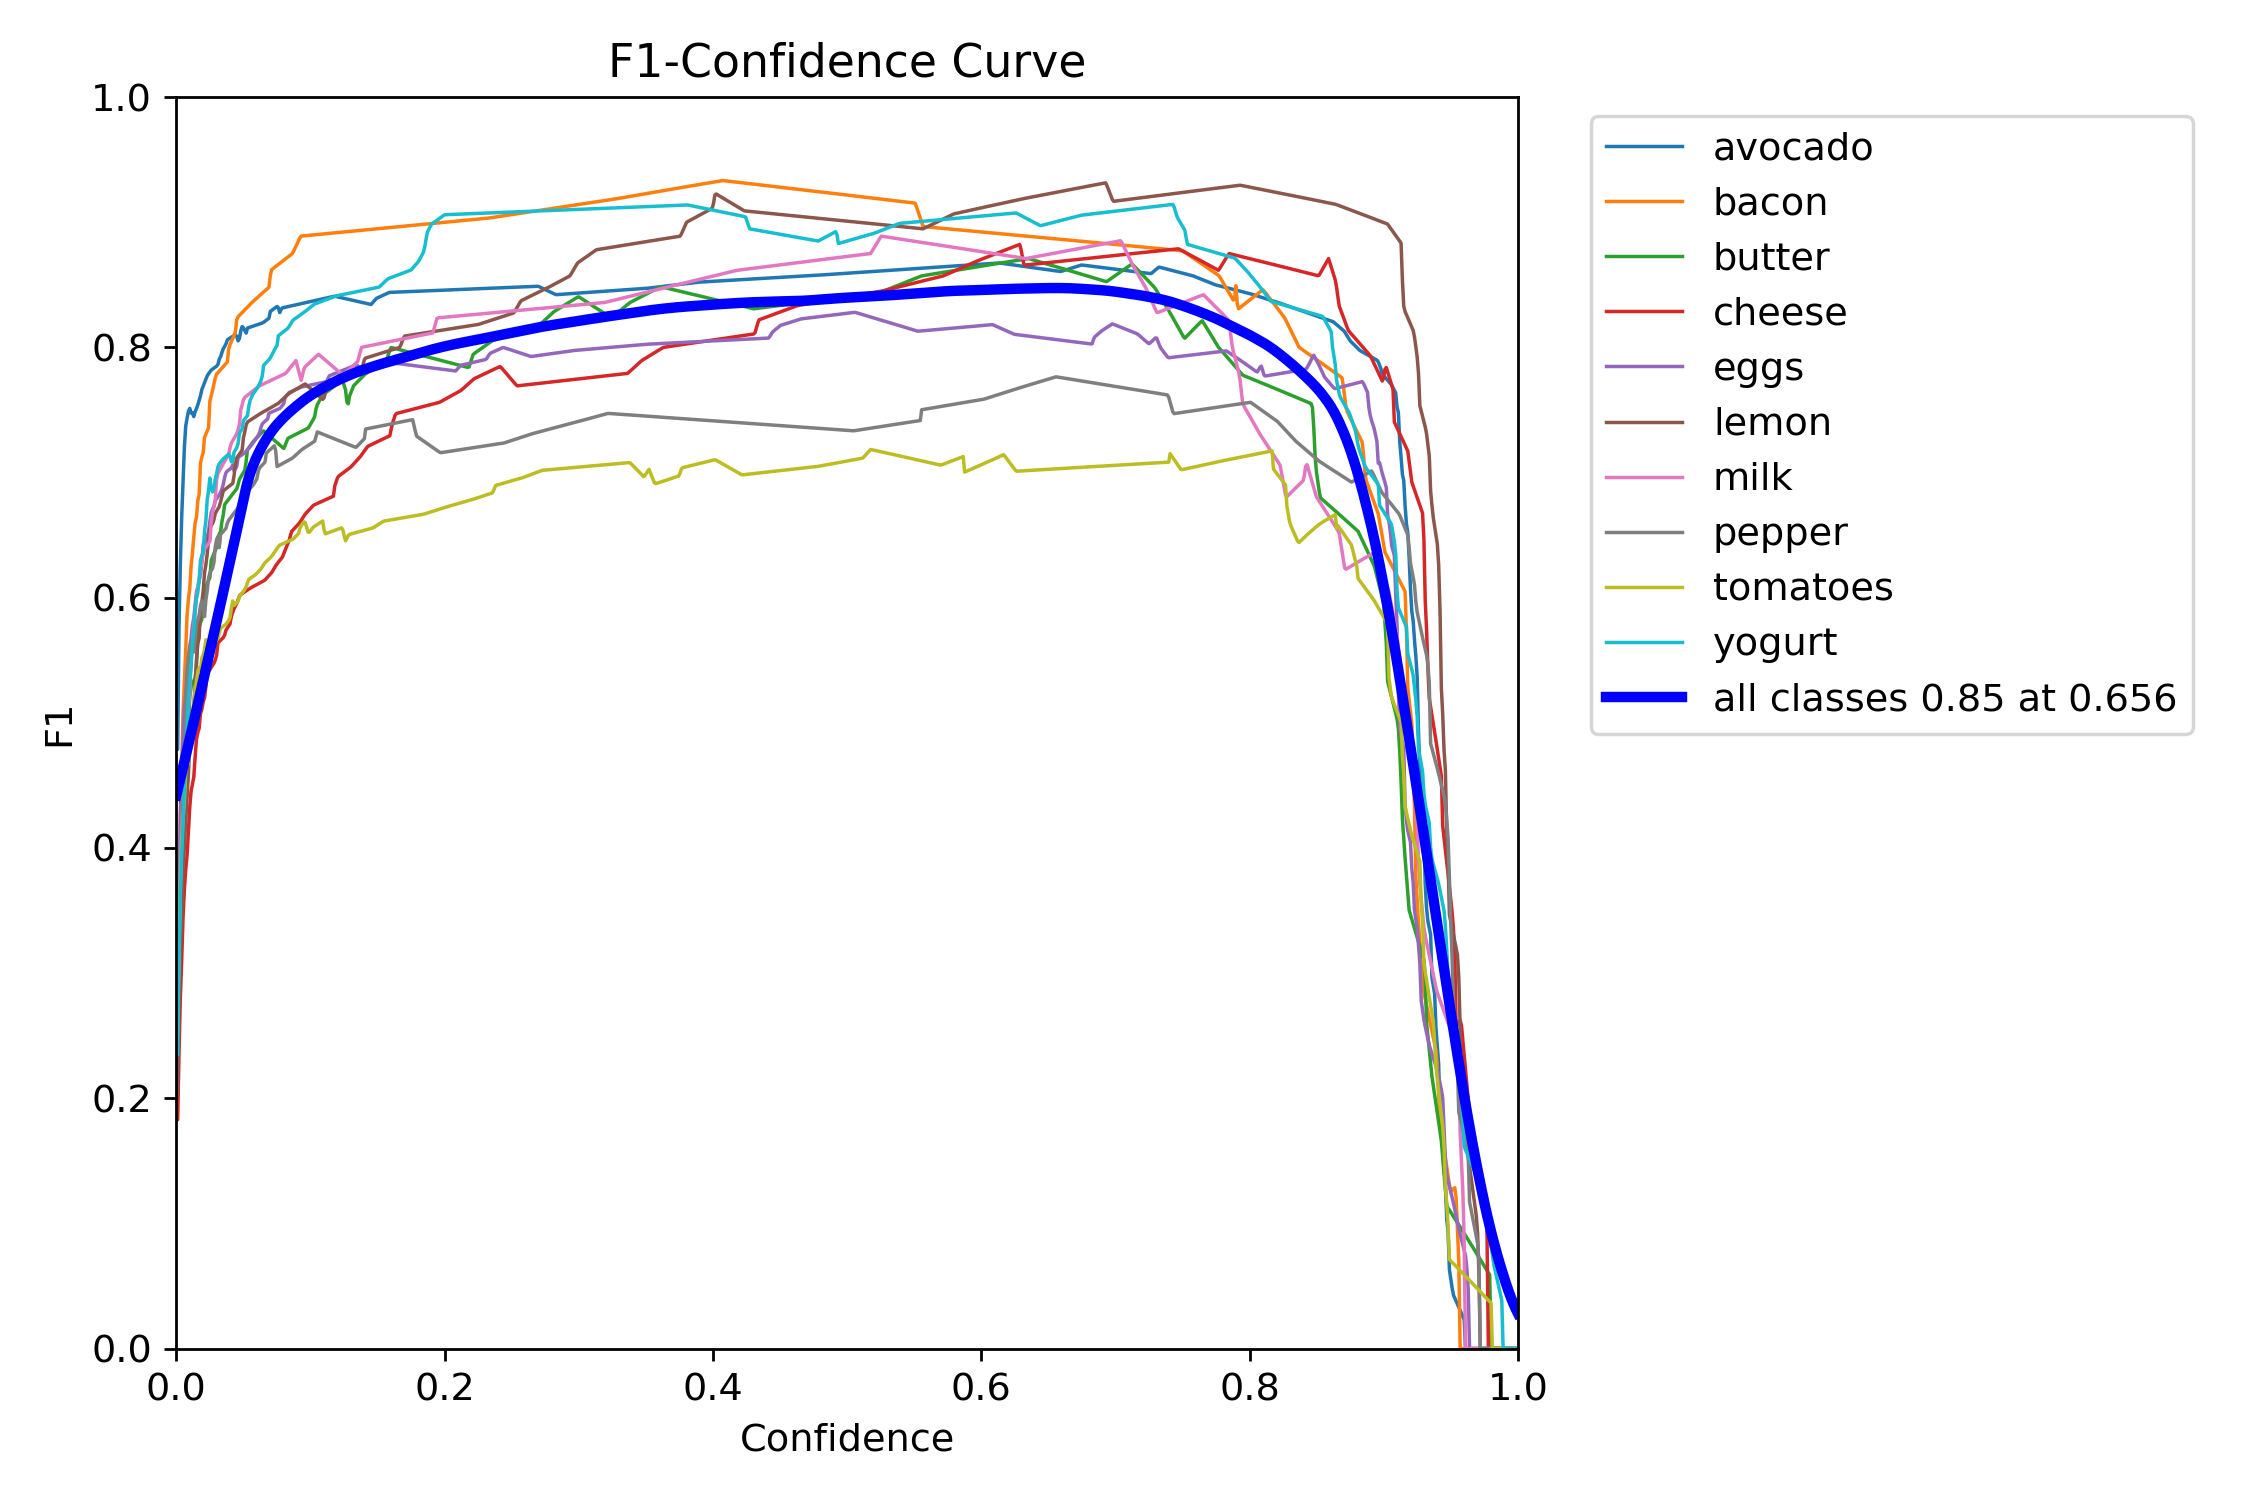 F1-Confidence Curve
1.0
0.8
0.6
0.4
0.2
0.0
F1
0.0 0.2 0.4 0.6 0.8 1.0
Confidence
avocado
bacon
butter
cheese
eggs
lemon
milk
pepper
tomatoes
yogurt
all classes 0.85 at 0.656